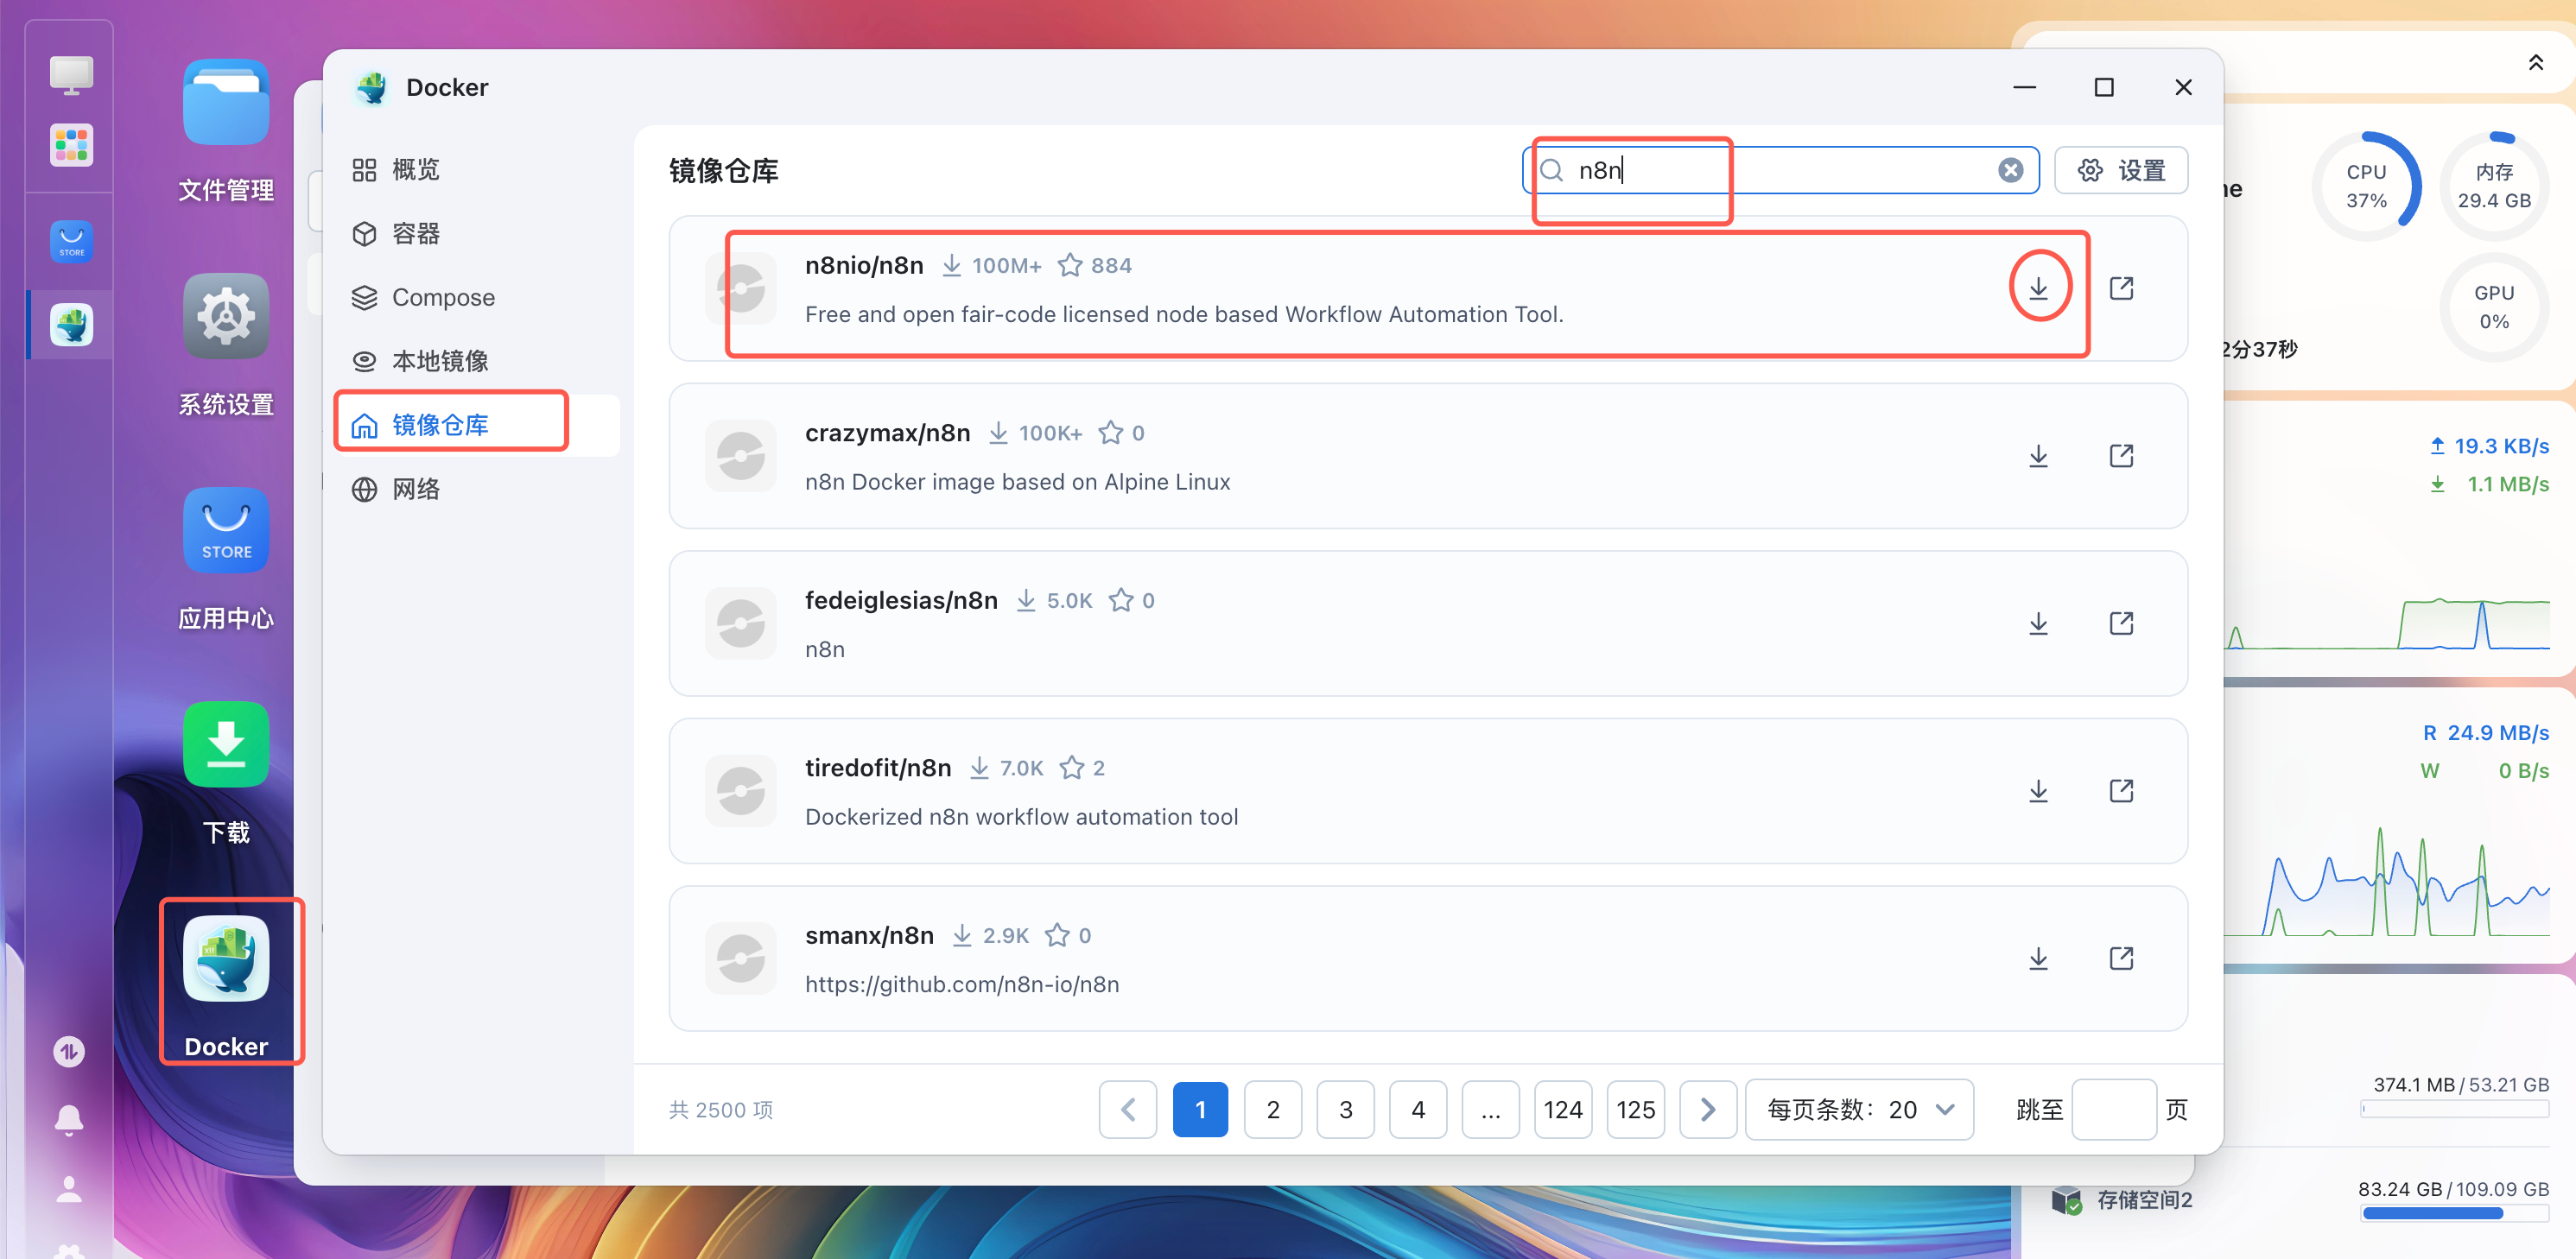 STORE
文件管理
系统设置
STORE
应用中心
下载
Docker
Docker
概览
容器
Compose
本地镜像
镜像仓库
网络
镜像仓库
n8n
设置
n8nio/n8n 100M+ 884
Free and open fair-code licensed node based Workflow Automation Tool.
crazymax/n8n 100K+ 0
n8n Docker image based on Alpine Linux
fedeiglesias/n8n 5.0K 0
n8n
tiredofit/n8n 7.0K 2
Dockerized n8n workflow automation tool
smanx/n8n 2.9K 0
https://github.com/n8n-io/n8n
共 2500 项
1 2 3 4 ... 124 125
每页条数：20
跳至 页
CPU
37%
内存
29.4 GB
GPU
0%
ne
2分37秒
19.3 KB/s
1.1 MB/s
R 24.9 MB/s
W 0 B/s
374.1 MB / 53.21 GB
存储空间2
83.24 GB / 109.09 GB